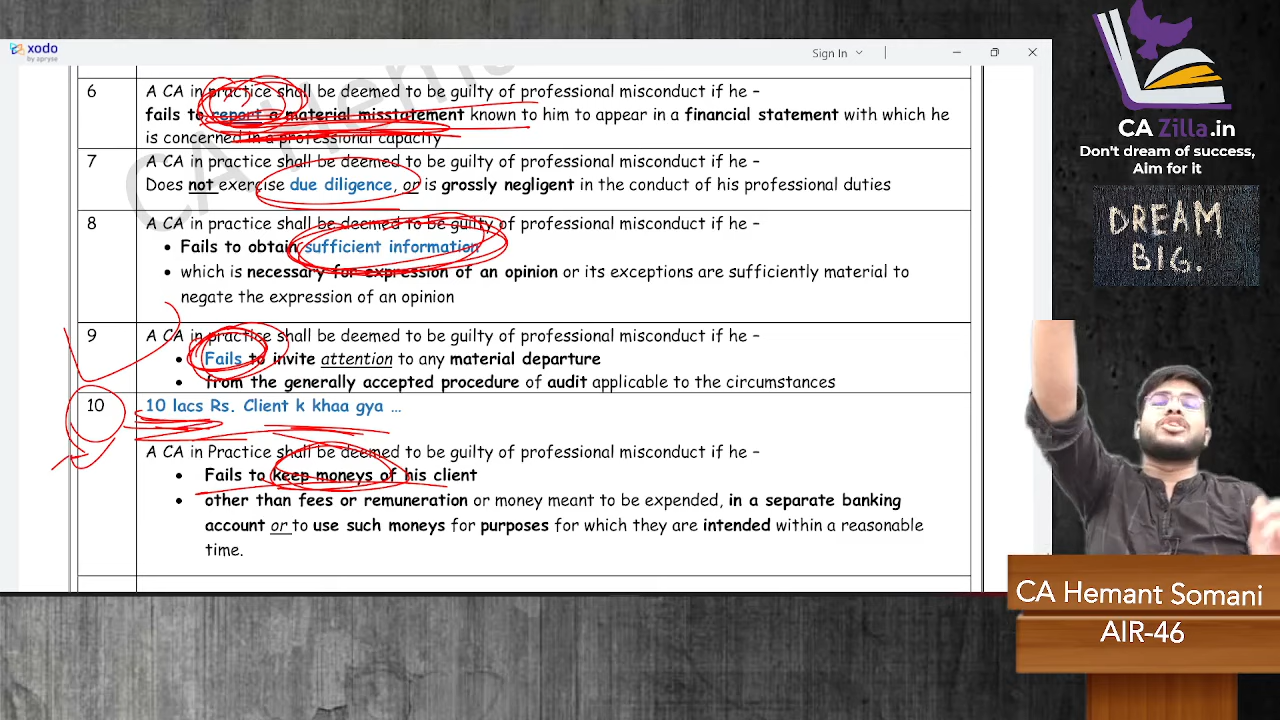 xodo
by apryse
Sign In
6
A CA in practice shall be deemed to be guilty of professional misconduct if he –
fails to report a material misstatement known to him to appear in a financial statement with which he
is concerned in a professional capacity
7
A CA in practice shall be deemed to be guilty of professional misconduct if he –
Does not exercise due diligence, or is grossly negligent in the conduct of his professional duties
8
A CA in practice shall be deemed to be guilty of professional misconduct if he –
• Fails to obtain sufficient information
• which is necessary for expression of an opinion or its exceptions are sufficiently material to
negate the expression of an opinion
9
A CA in practice shall be deemed to be guilty of professional misconduct if he –
• Fails to invite attention to any material departure
• from the generally accepted procedure of audit applicable to the circumstances
10
10 lacs Rs. Client k khaa gya …
A CA in Practice shall be deemed to be guilty of professional misconduct if he –
• Fails to keep moneys of his client
• other than fees or remuneration or money meant to be expended, in a separate banking
account or to use such moneys for purposes for which they are intended within a reasonable
time.
CA Hema
CA Zilla.in
Don't dream of success,
Aim for it
DREAM
BIG.
CA Hemant Somani
AIR-46